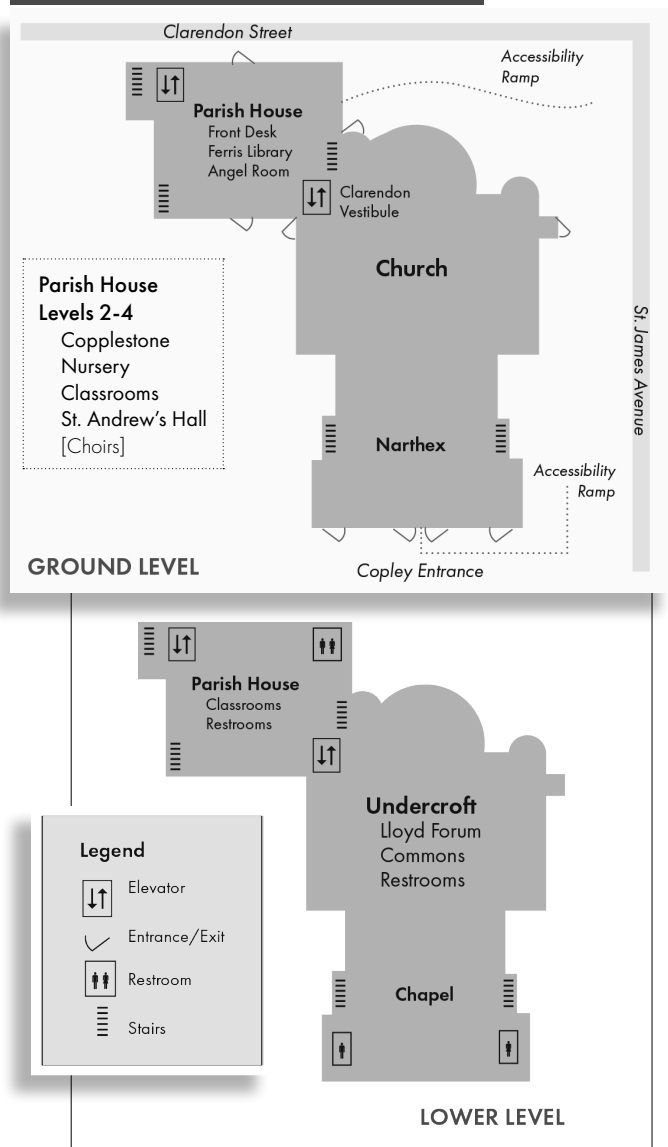 Clarendon Street
Accessibility
Ramp
Parish House
Front Desk
Ferris Library
Angel Room
Clarendon
Vestibule
Church
Parish House
Levels 2-4
Copplestone
Nursery
Classrooms
St. Andrew's Hall
[Choirs]
St. James Avenue
Narthex
Accessibility
Ramp
GROUND LEVEL
Copley Entrance
Parish House
Classrooms
Restrooms
Undercroft
Lloyd Forum
Commons
Restrooms
Legend
Elevator
Entrance/Exit
Restroom
Stairs
Chapel
LOWER LEVEL